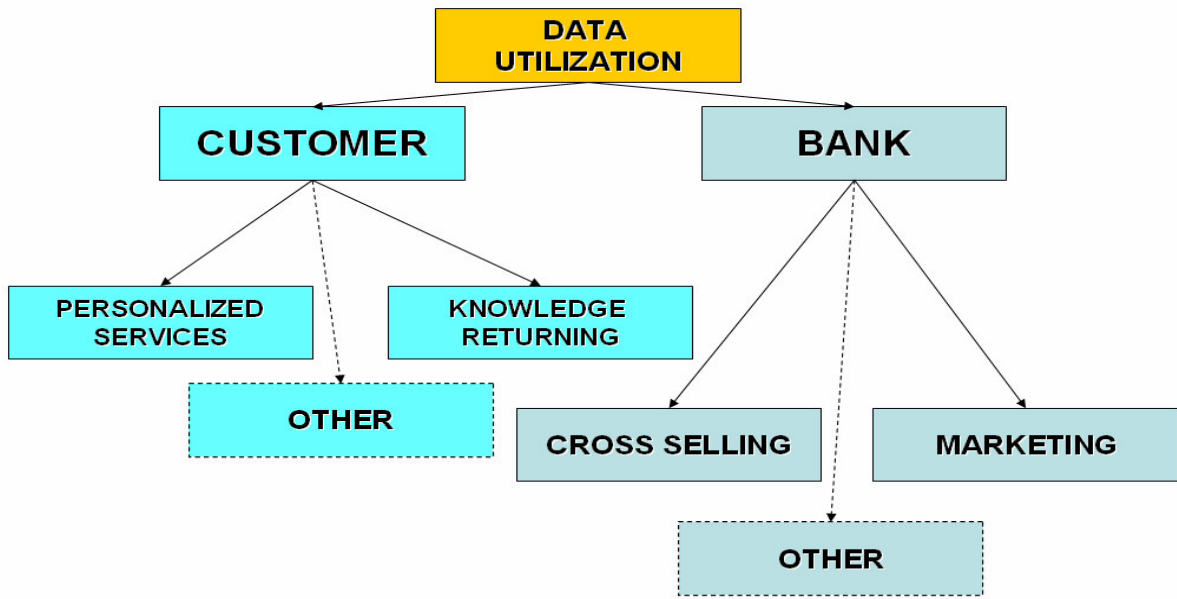 DATA
UTILIZATION
CUSTOMER
BANK
PERSONALIZED
SERVICES
KNOWLEDGE
RETURNING
OTHER
CROSS SELLING
MARKETING
OTHER